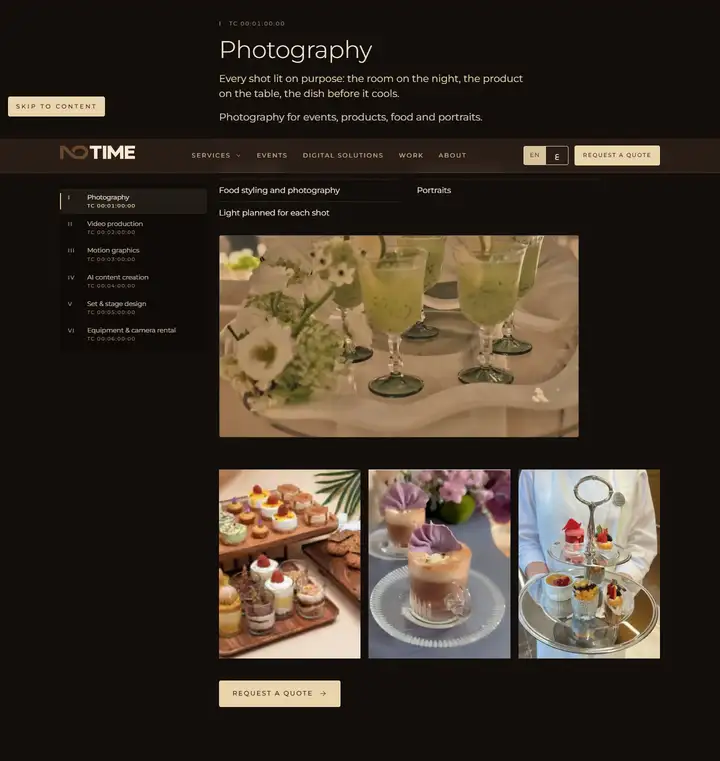 I TC 00:01:00:00
Photography
Every shot lit on purpose: the room on the night, the product
on the table, the dish before it cools.
SKIP TO CONTENT
Photography for events, products, food and portraits.
NOTIME
SERVICES
EVENTS
DIGITAL SOLUTIONS
WORK
ABOUT
EN
ع
REQUEST A QUOTE
I Photography
TC 00:01:00:00
II Video production
TC 00:02:00:00
III Motion graphics
TC 00:03:00:00
IV AI content creation
TC 00:04:00:00
V Set & stage design
TC 00:05:00:00
VI Equipment & camera rental
TC 00:06:00:00
Food styling and photography
Portraits
Light planned for each shot
REQUEST A QUOTE →